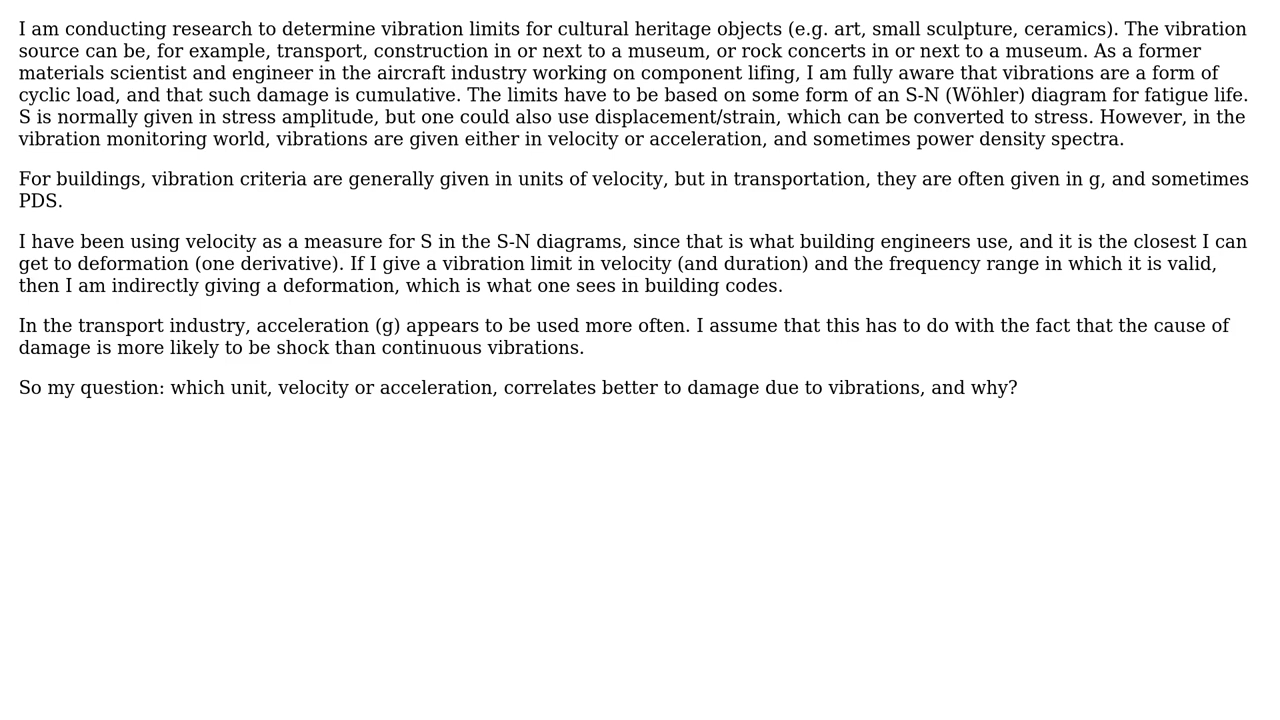 I am conducting research to determine vibration limits for cultural heritage objects (e.g. art, small sculpture, ceramics). The vibration
source can be, for example, transport, construction in or next to a museum, or rock concerts in or next to a museum. As a former
materials scientist and engineer in the aircraft industry working on component lifing, I am fully aware that vibrations are a form of
cyclic load, and that such damage is cumulative. The limits have to be based on some form of an S-N (Wöhler) diagram for fatigue life.
S is normally given in stress amplitude, but one could also use displacement/strain, which can be converted to stress. However, in the
vibration monitoring world, vibrations are given either in velocity or acceleration, and sometimes power density spectra.
For buildings, vibration criteria are generally given in units of velocity, but in transportation, they are often given in g, and sometimes
PDS.
I have been using velocity as a measure for S in the S-N diagrams, since that is what building engineers use, and it is the closest I can
get to deformation (one derivative). If I give a vibration limit in velocity (and duration) and the frequency range in which it is valid,
then I am indirectly giving a deformation, which is what one sees in building codes.
In the transport industry, acceleration (g) appears to be used more often. I assume that this has to do with the fact that the cause of
damage is more likely to be shock than continuous vibrations.
So my question: which unit, velocity or acceleration, correlates better to damage due to vibrations, and why?